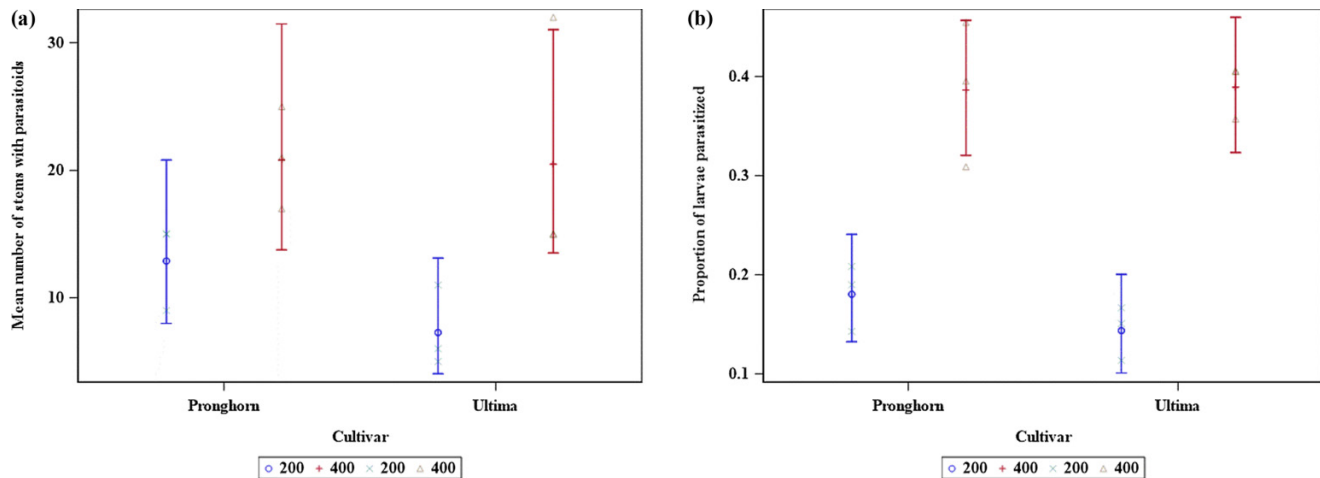 (a)
Mean number of stems with parasitoids
30
20
10
Pronghorn Ultima
Cultivar
200 400 200 400
(b)
Proportion of larvae parasitized
0.4
0.3
0.2
0.1
Pronghorn Ultima
Cultivar
200 400 200 400